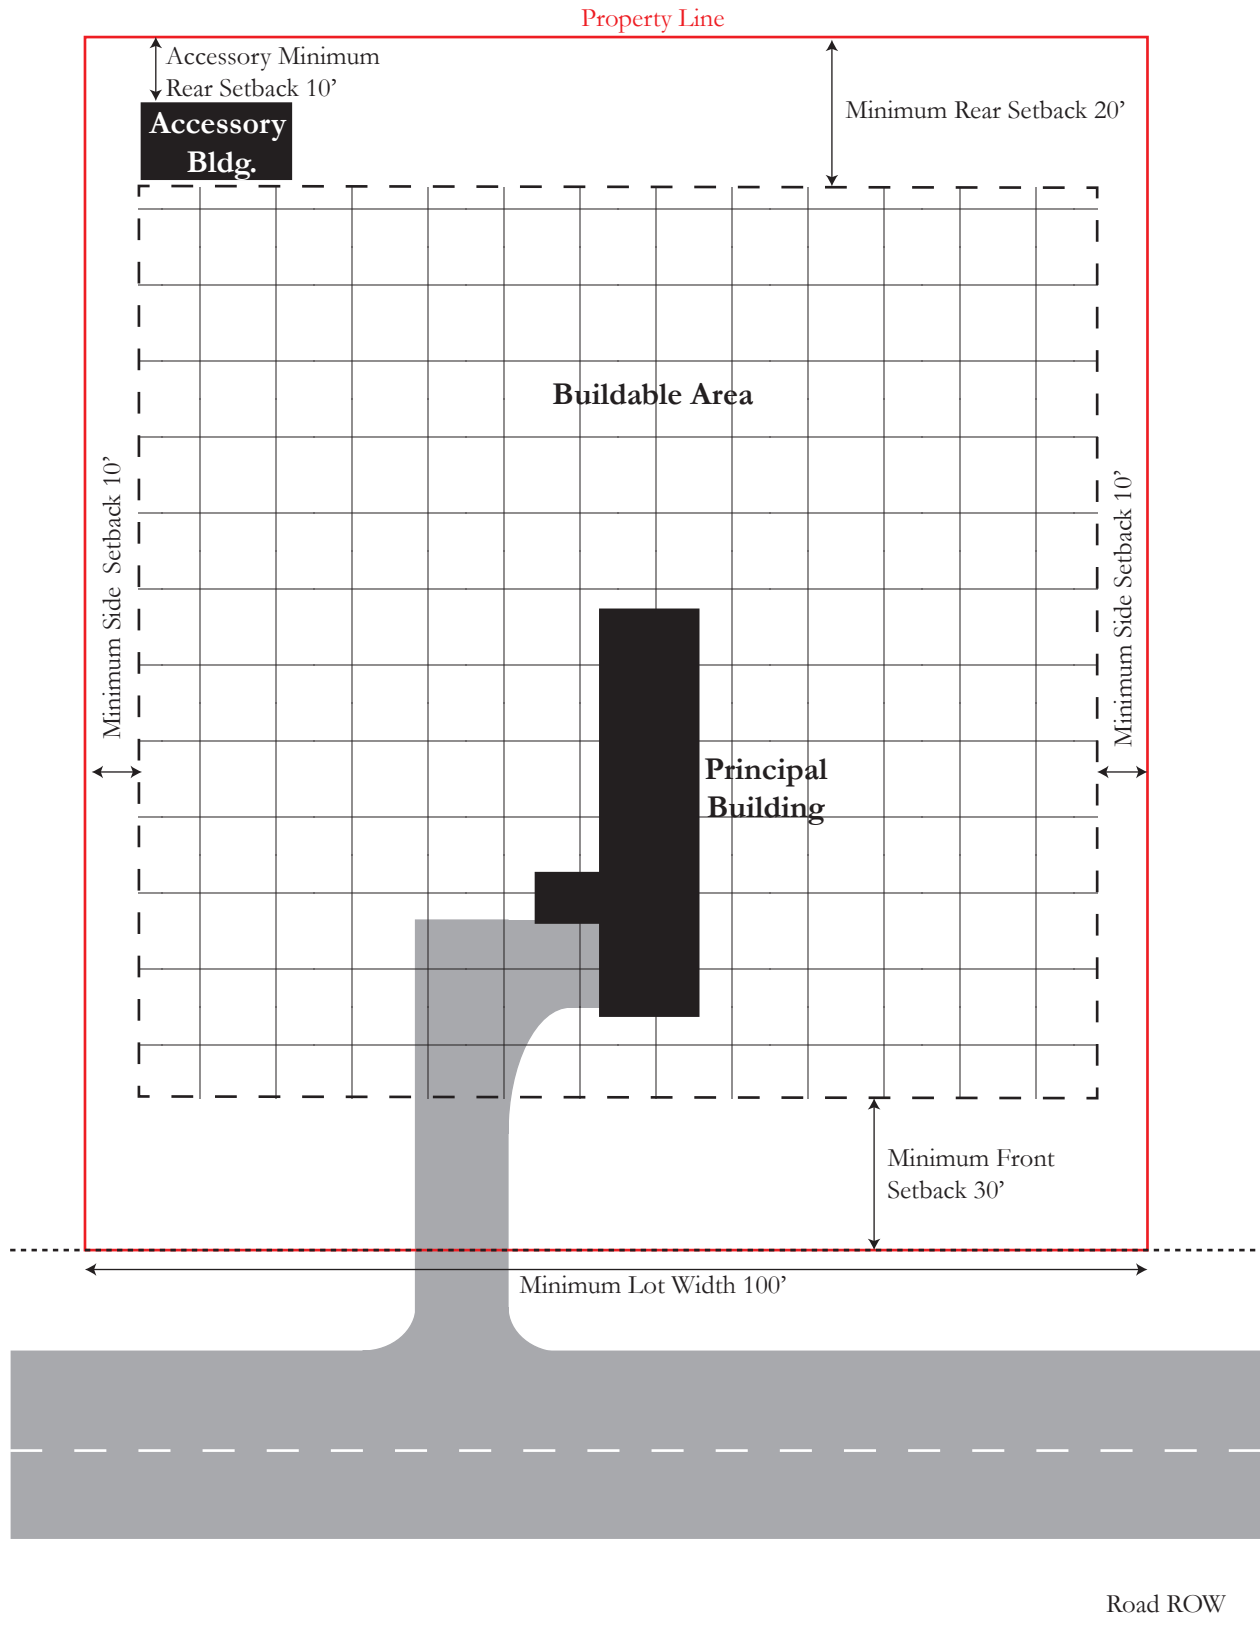 Property Line
Accessory Minimum
Rear Setback 10’
Minimum Rear Setback 20’
Accessory
Bldg.
Buildable Area
Minimum Side  Setback 10’
Minimum Side Setback 10’
Principal
Building
Minimum Front
Setback 30’
Minimum Lot Width 100’
Road ROW